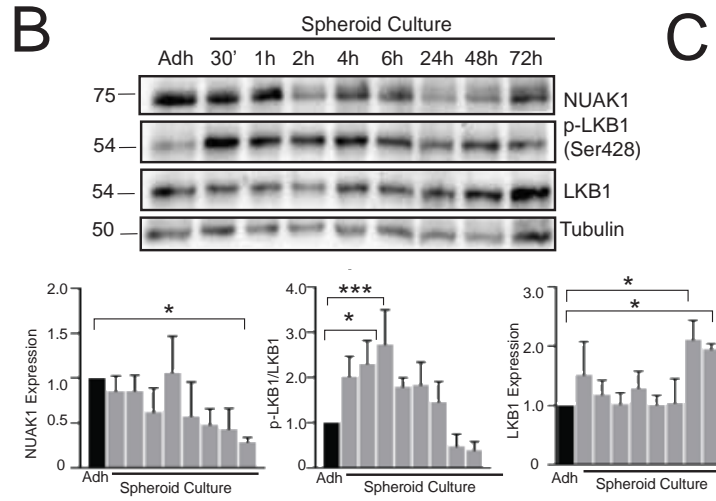 B
C
Spheroid Culture
Adh 30' 1h 2h 4h 6h 24h 48h 72h
75 NUAK1
54 p-LKB1
(Ser428)
54 LKB1
50 Tubulin
NUAK1 Expression
2.0
1.0
0.5
0
*
Adh
Spheroid Culture
p-LKB1/LKB1
4.0
3.0
2.0
1.0
0
***
*
Adh
Spheroid Culture
LKB1 Expression
3.0
2.0
1.0
0
*
*
Adh
Spheroid Culture